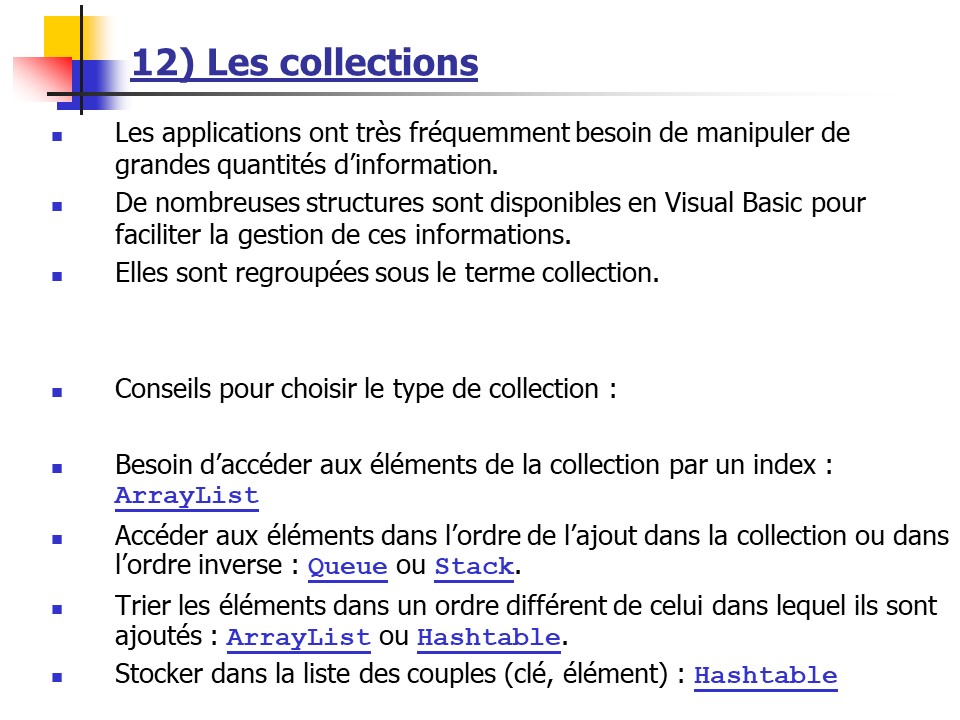 12) Les collections
Les applications ont très fréquemment besoin de manipuler de
grandes quantités d’information.
De nombreuses structures sont disponibles en Visual Basic pour
faciliter la gestion de ces informations.
Elles sont regroupées sous le terme collection.
Conseils pour choisir le type de collection :
Besoin d’accéder aux éléments de la collection par un index :
ArrayList
Accéder aux éléments dans l’ordre de l’ajout dans la collection ou dans
l’ordre inverse : Queue ou Stack.
Trier les éléments dans un ordre différent de celui dans lequel ils sont
ajoutés : ArrayList ou Hashtable.
Stocker dans la liste des couples (clé, élément) : Hashtable